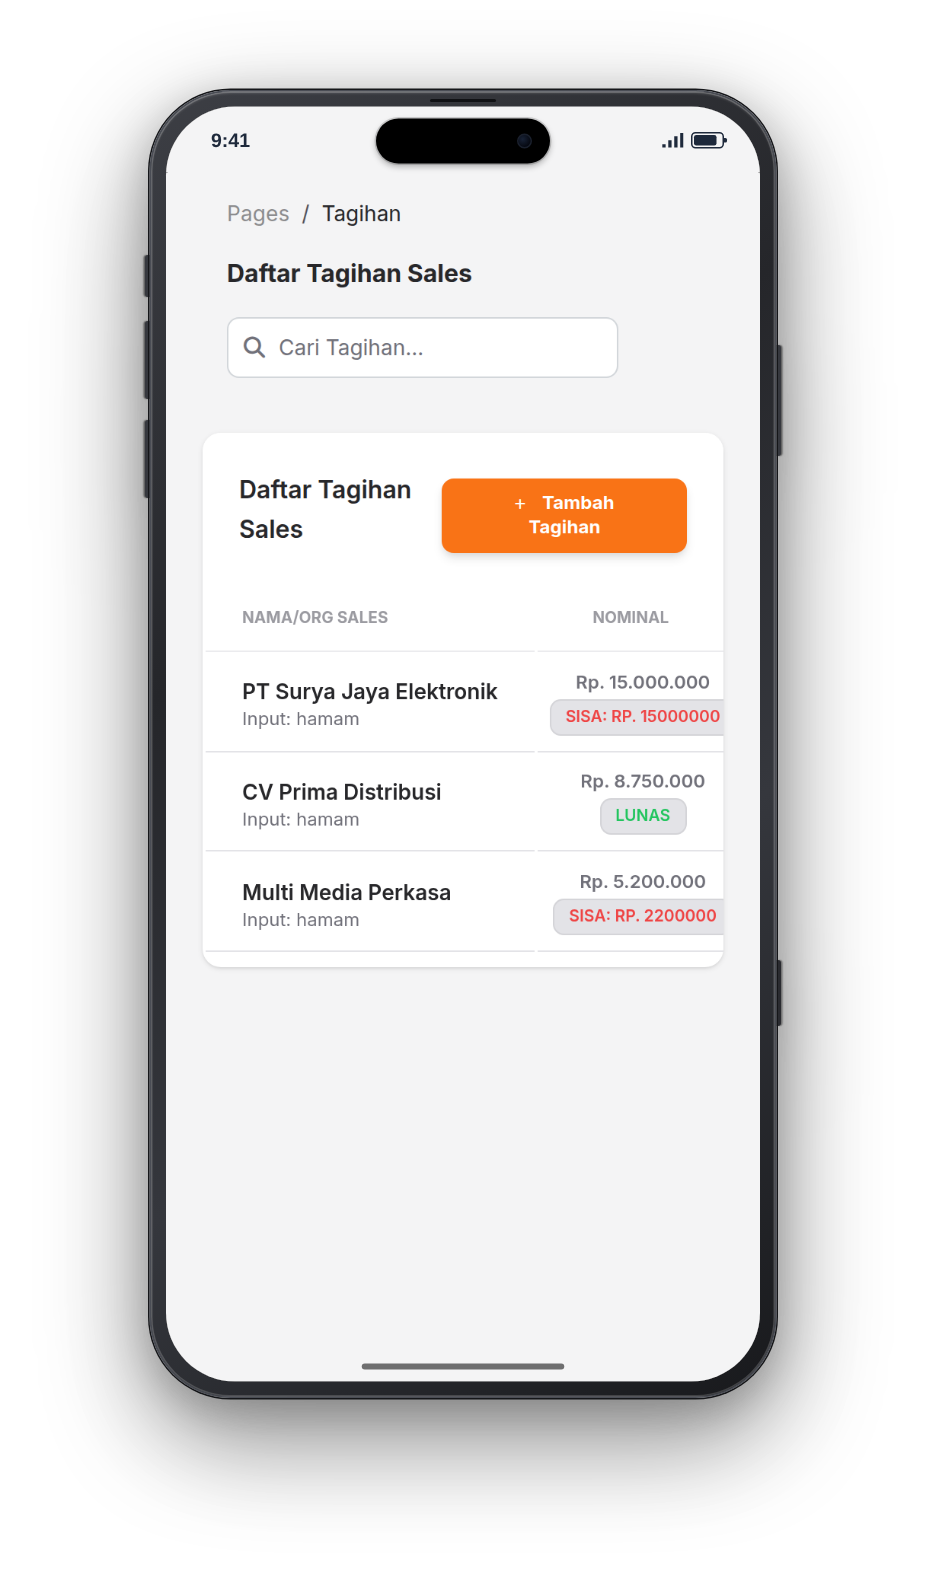 9:41
Pages / Tagihan
Daftar Tagihan Sales
Cari Tagihan...
Daftar Tagihan
Sales
+ Tambah
Tagihan
NAMA/ORG SALES NOMINAL
PT Surya Jaya Elektronik Rp. 15.000.000
Input: hamam SISA: RP. 15000000
CV Prima Distribusi Rp. 8.750.000
Input: hamam LUNAS
Multi Media Perkasa Rp. 5.200.000
Input: hamam SISA: RP. 2200000